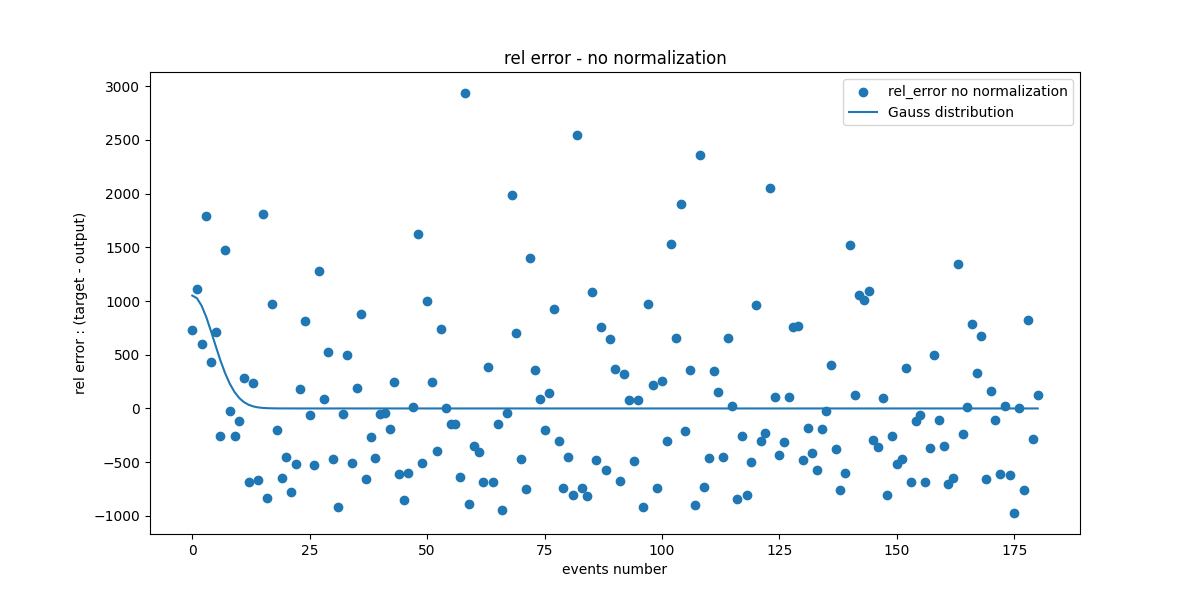 rel error - no normalization
rel_error no normalization
Gauss distribution
3000
2500
2000
1500
1000
500
0
−500
−1000
rel error : (target - output)
0 25 50 75 100 125 150 175
events number